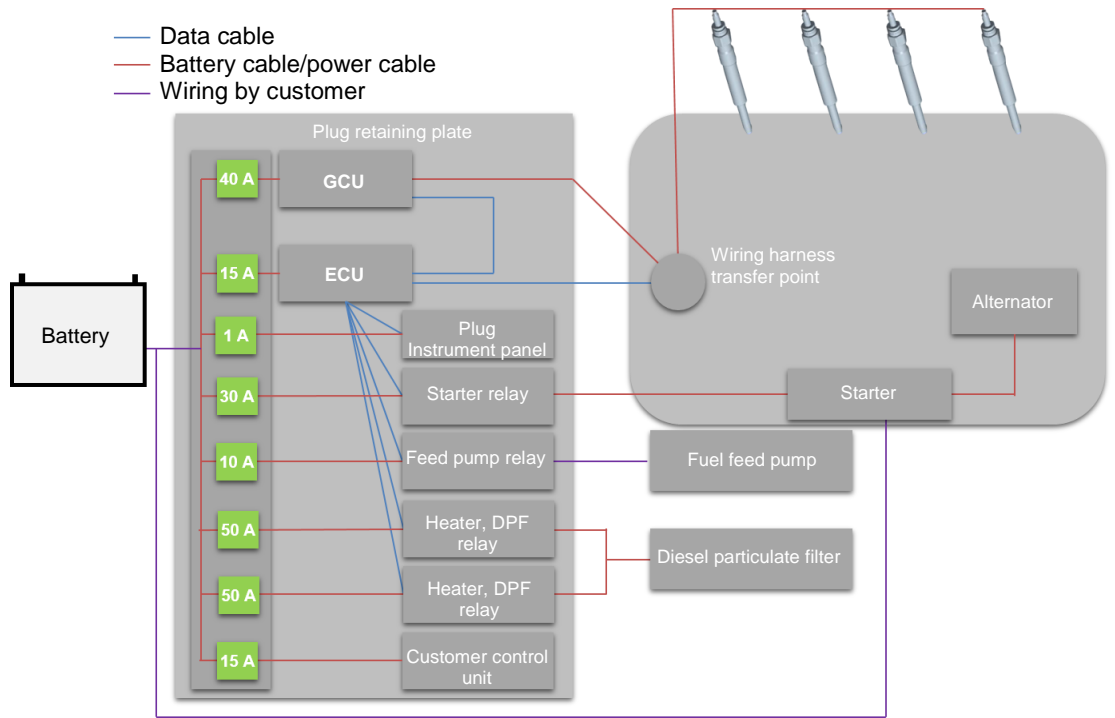 Data cable
Battery cable/power cable
Wiring by customer
Plug retaining plate
40 A
GCU
15 A
ECU
Wiring harness
transfer point
Alternator
Battery
1 A
Plug
Instrument panel
30 A
Starter relay
Starter
10 A
Feed pump relay
Fuel feed pump
50 A
Heater, DPF
relay
Diesel particulate filter
50 A
Heater, DPF
relay
15 A
Customer control
unit